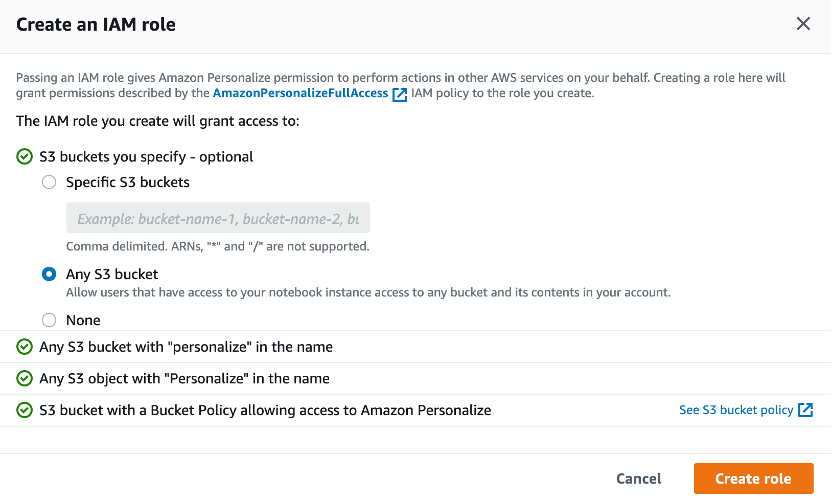 Create an IAM role
Passing an IAM role gives Amazon Personalize permission to perform actions in other AWS services on your behalf. Creating a role here will
grant permissions described by the AmazonPersonalizeFullAccess IAM policy to the role you create.
The IAM role you create will grant access to:
S3 buckets you specify - optional
Specific S3 buckets
Example: bucket-name-1, bucket-name-2, bu
Comma delimited. ARNs, "*" and "/" are not supported.
Any S3 bucket
Allow users that have access to your notebook instance access to any bucket and its contents in your account.
None
Any S3 bucket with "personalize" in the name
Any S3 object with "Personalize" in the name
S3 bucket with a Bucket Policy allowing access to Amazon Personalize
See S3 bucket policy
Cancel
Create role